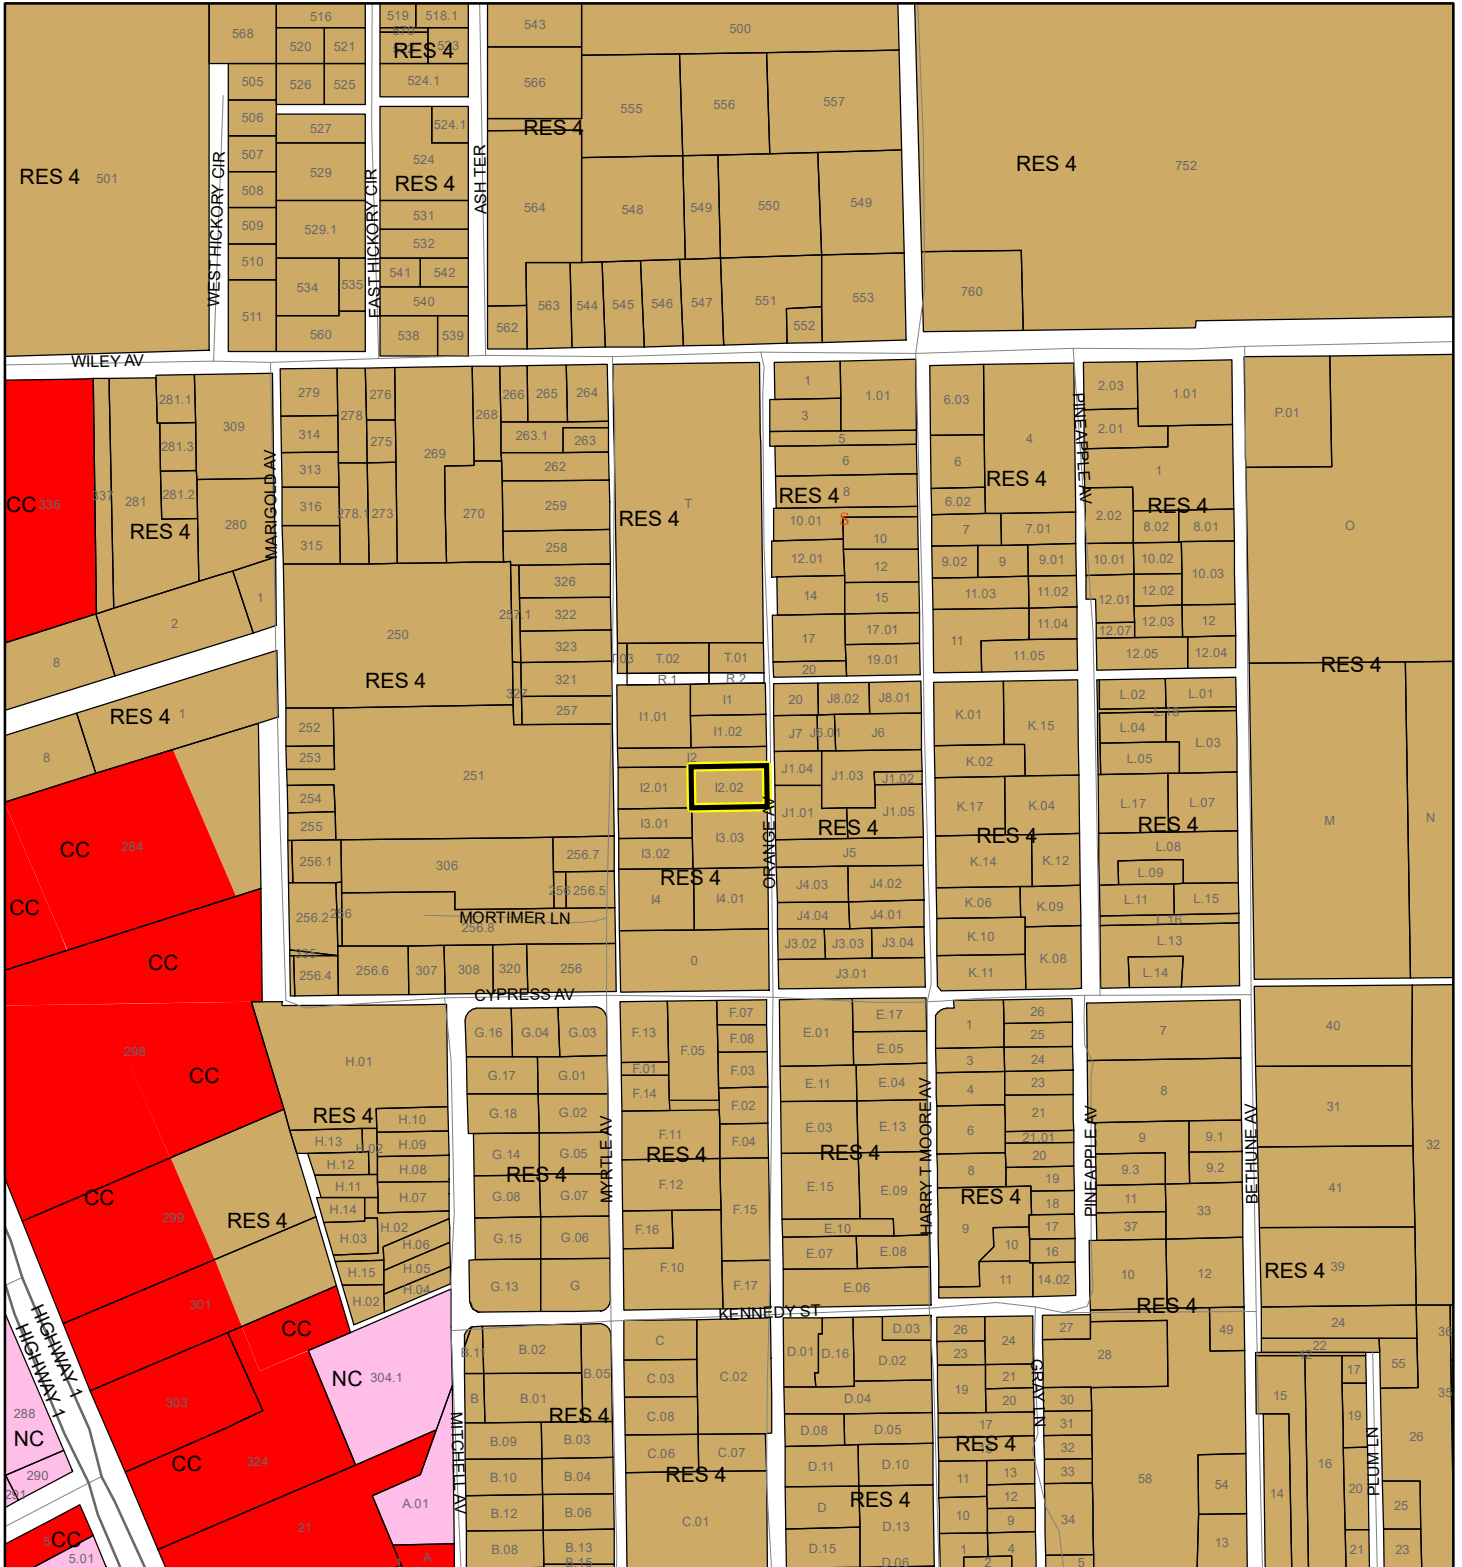 516
519
518.1
568
543
500
570
520
521
RES 4
523
505
526
525
524.1
566
555
556
557
506
527
524.1
RES 4
507
524
529
RES 4
752
RES 4
RES 4
501
508
WEST HICKORY CIR
EAST HICKORY CIR
ASH TER
509
529.1
531
532
564
548
549
550
549
510
541
542
534
535
540
511
560
538
539
562
563
544
545
546
547
551
552
553
760
WILEY AV
281.1
309
279
278
276
269
268
266
265
264
1
1.01
6.03
4
2.03
1.01
P.01
3
2.01
314
275
263.1
263
5
PINEAPPLE AV
281.3
313
262
6
6
1
CC
336
337
281
281.2
280
MARIGOLD AV
316
278.1
273
270
259
T
RES 4
RES 4
8
RES 4
6.02
2.02
RES 4
RES 4
315
258
10.01
S
10
7
7.01
8.02
8.01
O
12.01
12
9.02
9
9.01
10.01
10.02
10.03
326
1
2
257.1
322
14
15
11.03
11.02
12.01
12.02
250
323
17
17.01
11
11.04
12.07
12.03
12
8
T.03
T.02
T.01
20
19.01
11.05
12.05
12.04
RES 4
RES 4
327
321
R.1
R.2
RES 4
1
257
I1.01
I1
20
J8.02
J8.01
K.01
K.15
L.02
L.01
252
I1.02
J7
J6.01
J6
L.04
L.03
8
253
251
I2
J1.04
J1.03
J1.02
K.02
L.05
254
I2.01
I2.02
255
I3.01
I3.03
J1.01
J1.05
K.17
K.04
L.17
L.07
M
N
CC
284
ORANGE AV
RES 4
RES 4
RES 4
256.1
306
256.7
I3.02
J5
K.14
K.12
L.08
RES 4
L.09
CC
256.2
256
256.5
I4
I4.01
J4.03
J4.02
K.06
K.09
L.11
L.15
MORTIMER LN
J4.04
J4.01
256.8
L.16
CC
256.4
256.6
307
308
320
256
0
J3.02
J3.03
J3.04
K.10
K.08
L.13
J3.01
K.11
L.14
CYPRESS AV
298
CC
H.01
G.16
G.04
G.03
F.13
F.05
F.07
E.01
E.17
1
26
7
40
F.08
E.05
25
G.17
G.01
F.01
F.03
3
24
F.14
E.11
E.04
4
23
8
31
RES 4
H.10
G.18
G.02
F.02
21
H.13
H.02
H.09
MYRTLE AV
F.11
F.04
E.03
E.13
HARRY T MOORE AV
6
21.01
PINEAPPLE AV
9
9.1
BETHUNE AV
32
H.12
H.08
G.14
G.05
RES 4
RES 4
20
RES 4
H.11
H.07
8
19
9.3
9.2
CC
H.14
G.08
G.07
F.12
E.15
E.09
RES 4
18
11
41
299
RES 4
H.03
H.02
G.15
G.06
F.16
F.15
E.10
9
17
37
33
H.06
10
16
H.15
H.05
F.10
E.07
E.08
G.13
G
F.17
E.06
11
14.02
10
12
RES 4
39
H.02
H.04
301
KENNEDY ST
RES 4
CC
B.11
B.02
B.05
C
C.02
D.01
D.16
D.03
26
24
27
49
24
36
HIGHWAY 1
HIGHWAY 1
D.02
23
28
22
42
NC
304.1
C.03
GRAY LN
21
17
55
B
B.01
19
20
35
303
D.04
30
15
288
RES 4
C.08
NC
MITCHELL AV
B.09
B.03
C.06
C.07
D.08
D.05
17
31
19
RES 4
32
16
26
CC
324
B.10
B.04
RES 4
D.11
D.10
11
13
33
58
54
14
20
PLUM LN
290
291
A.01
B.12
B.06
C.01
D
RES 4
12
10
9
34
25
21
D.13
CC
5.01
A
B.08
B.13
B.15
D.15
D.06
1
4
2
5
13
21
23